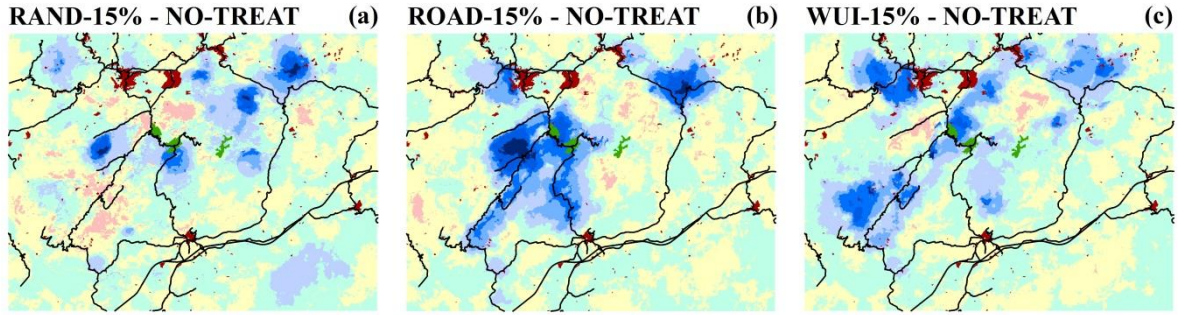 RAND-15% - NO-TREAT (a)
ROAD-15% - NO-TREAT (b)
WUI-15% - NO-TREAT (c)